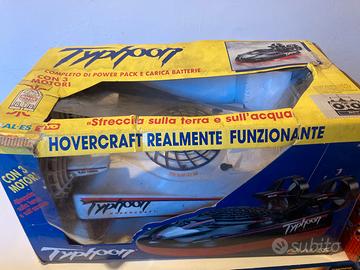 Typhoon
COMPLETO DI POWER PACK E CARICA BATTERIE
CON 3
MOTORI
«Sfreccia sulla terra e sull'acqua
HOVERCRAFT REALMENTE FUNZIONANTE
CON 3
MOTORI
Typhoon
Typhoon
Typhoon
subito